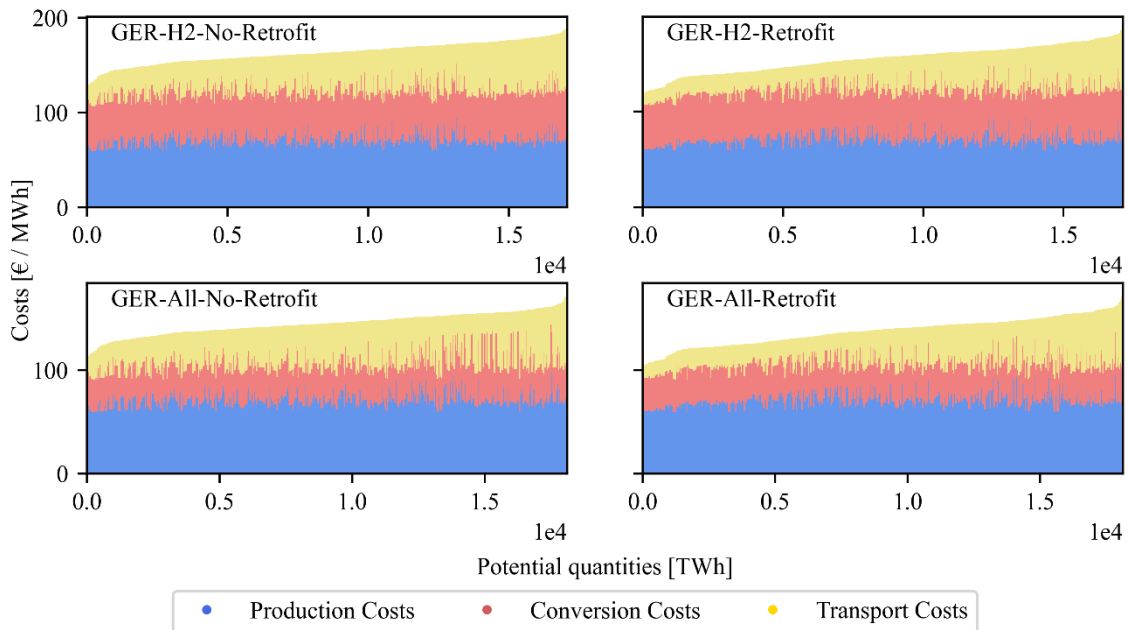 200
GER-H2-No-Retrofit
GER-H2-Retrofit
100
0
0.0 0.5 1.0 1.5
1e4
0.0 0.5 1.0 1.5
1e4
Costs [€ / MWh]
GER-All-No-Retrofit
GER-All-Retrofit
100
0
0.0 0.5 1.0 1.5
1e4
0.0 0.5 1.0 1.5
1e4
Potential quantities [TWh]
Production Costs Conversion Costs Transport Costs